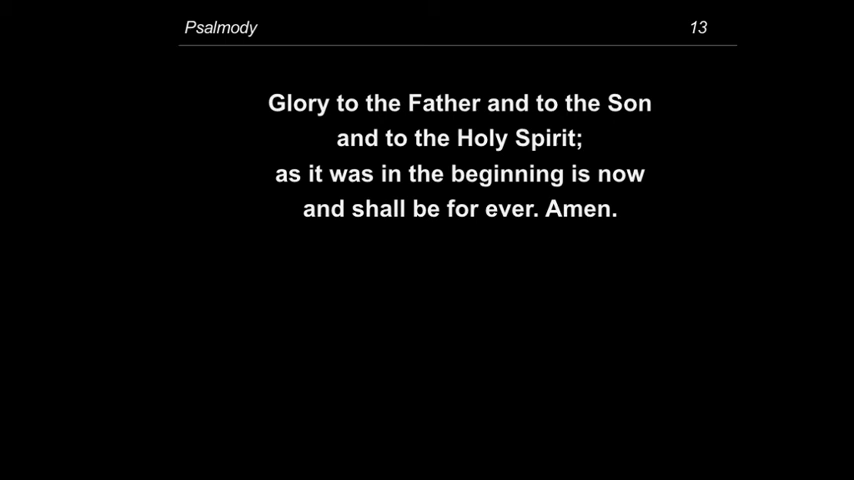 Psalmody 13
Glory to the Father and to the Son
and to the Holy Spirit;
as it was in the beginning is now
and shall be for ever. Amen.